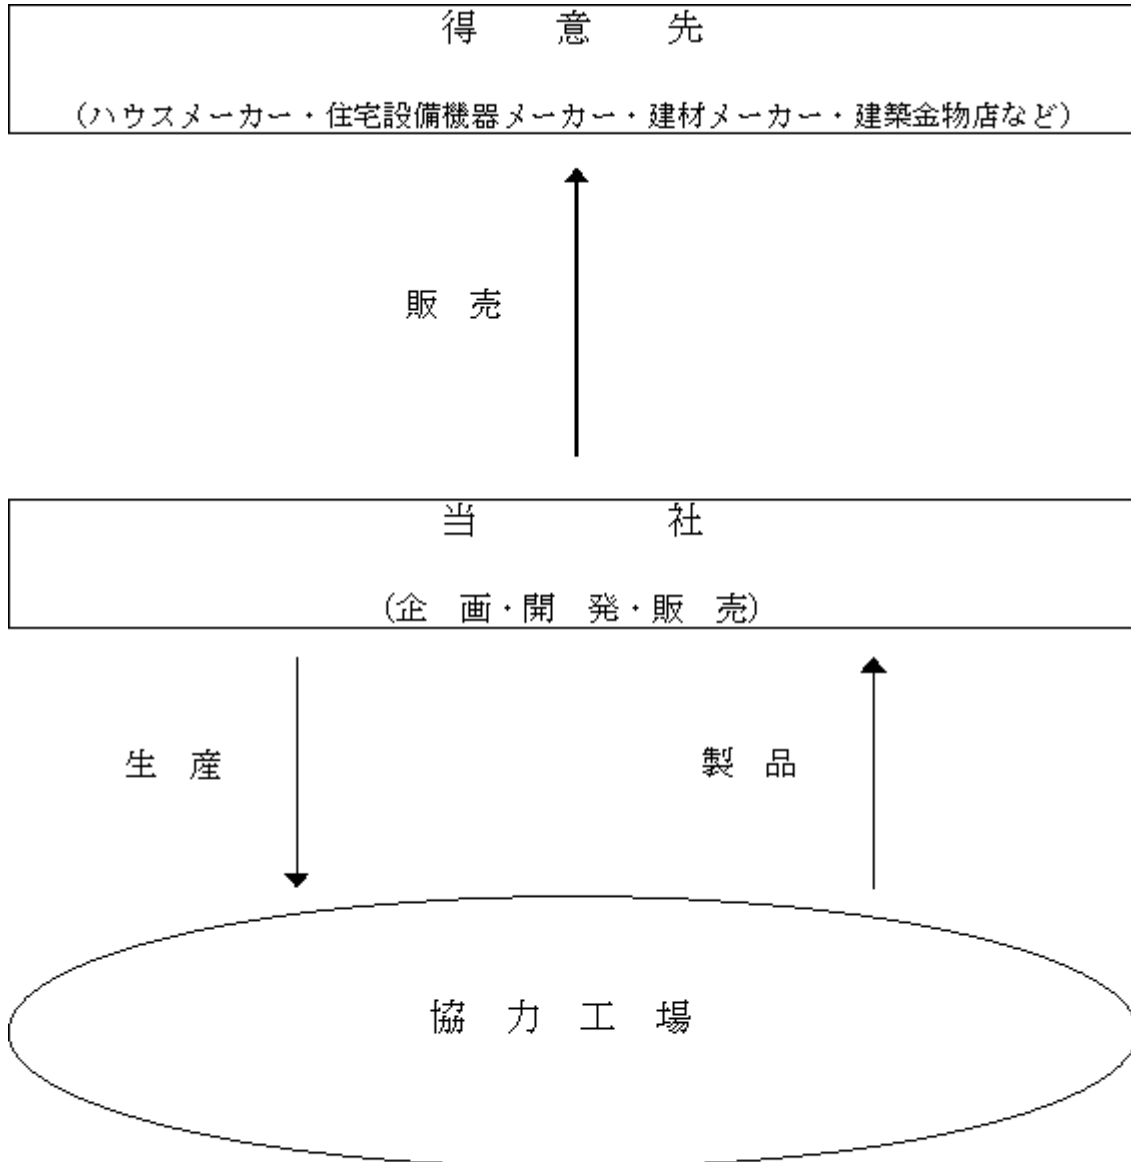 得意先
(ハウスメーカー・住宅設備機器メーカー・建材メーカー・建築金物店など)
販売
当社
(企画・開発・販売)
生産
製品
協力工場